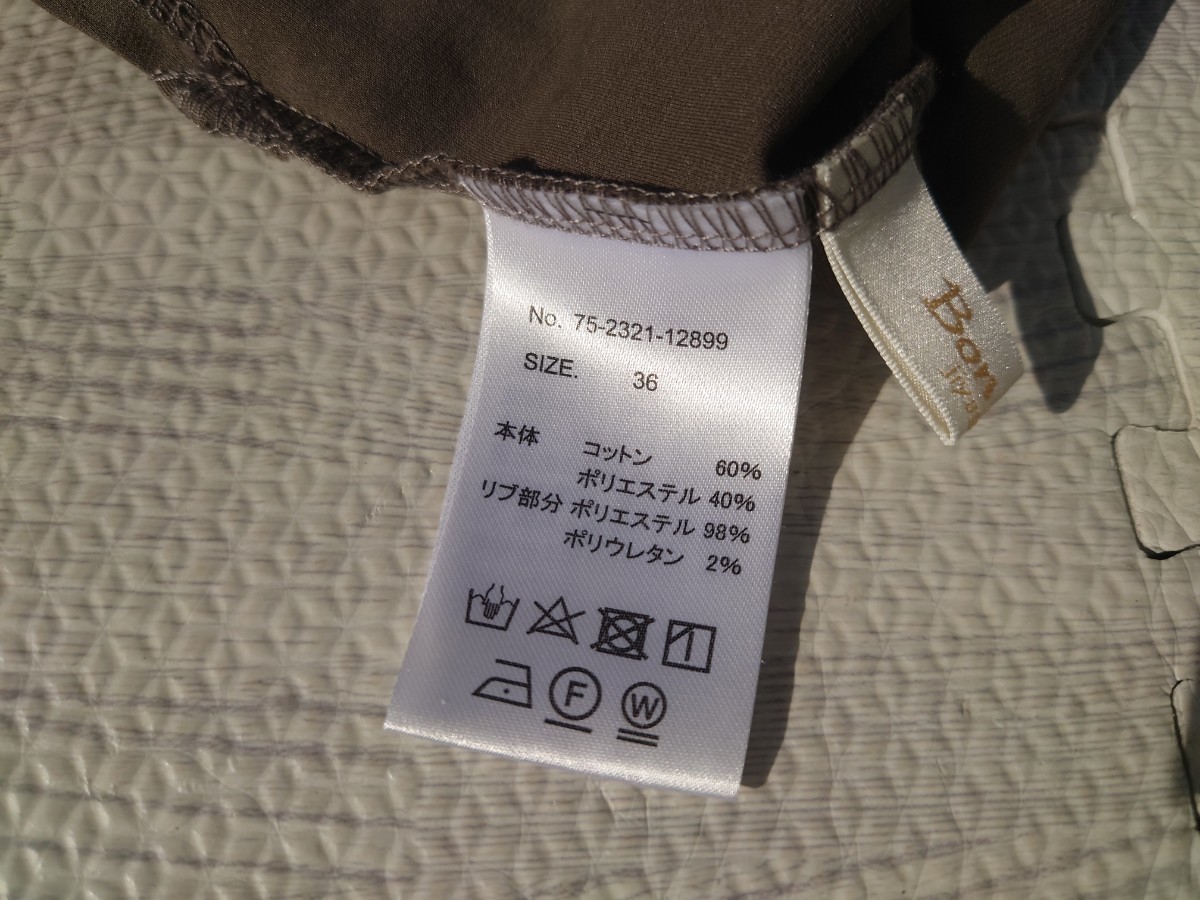 No. 75-2321-12899
SIZE. 36
本体 コットン 60%
ポリエステル 40%
リブ部分 ポリエステル 98%
ポリウレタン 2%
F W